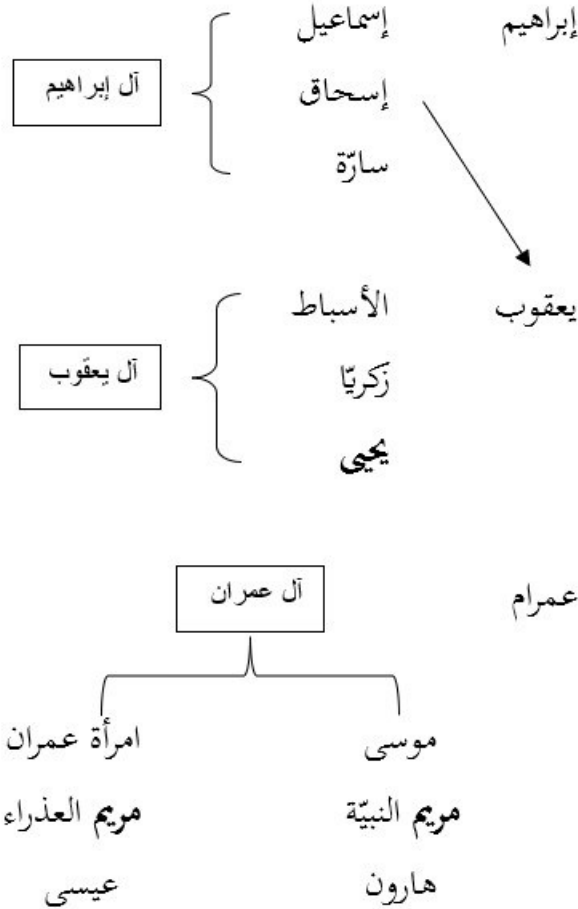 إبراهيم إسماعيل
إسحاق آل إبراهيم
سارّة
يعقوب الأسباط
زكريّا آل يعقوب
يحيى
عمرام آل عمران
موسى امرأة عمران
مريم النبيّة مريم العذراء
هارون عيسى